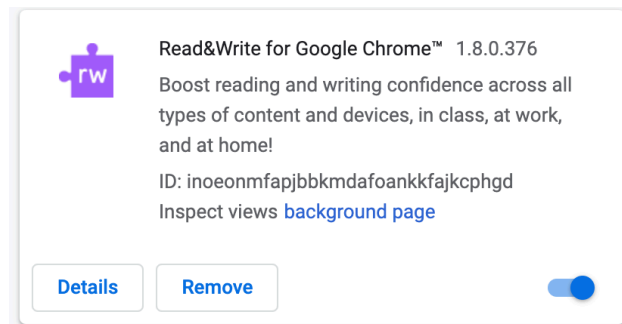 rw
Read&Write for Google Chrome™ 1.8.0.376
Boost reading and writing confidence across all
types of content and devices, in class, at work,
and at home!
ID: inoeonmfapjbbkmdafoankkfajkcphgd
Inspect views background page
Details Remove